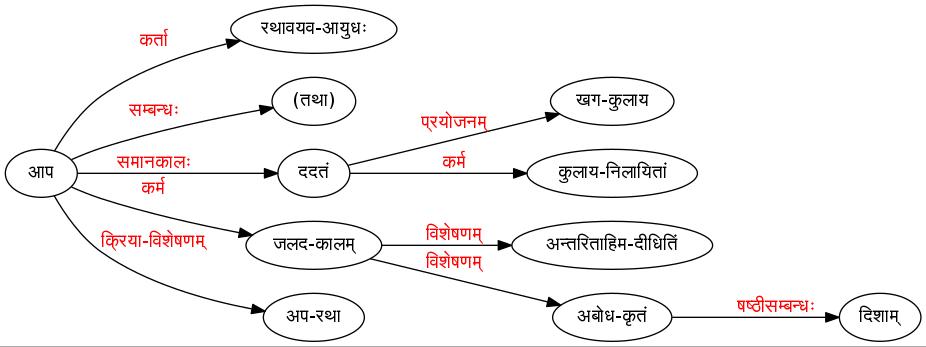 रथावयव-आयुधः
कर्ता
सम्बन्धः
(तथा)
खग-कुलाय
प्रयोजनम्
आप
समानकालः
ददतं
कर्म
कुलाय-निलायितां
कर्म
जलद-कालम्
विशेषणम्
अन्तरिताहिम-दीधितिं
क्रिया-विशेषणम्
विशेषणम्
अप-रथा
अबोध-कृतं
षष्ठीसम्बन्धः
दिशाम्